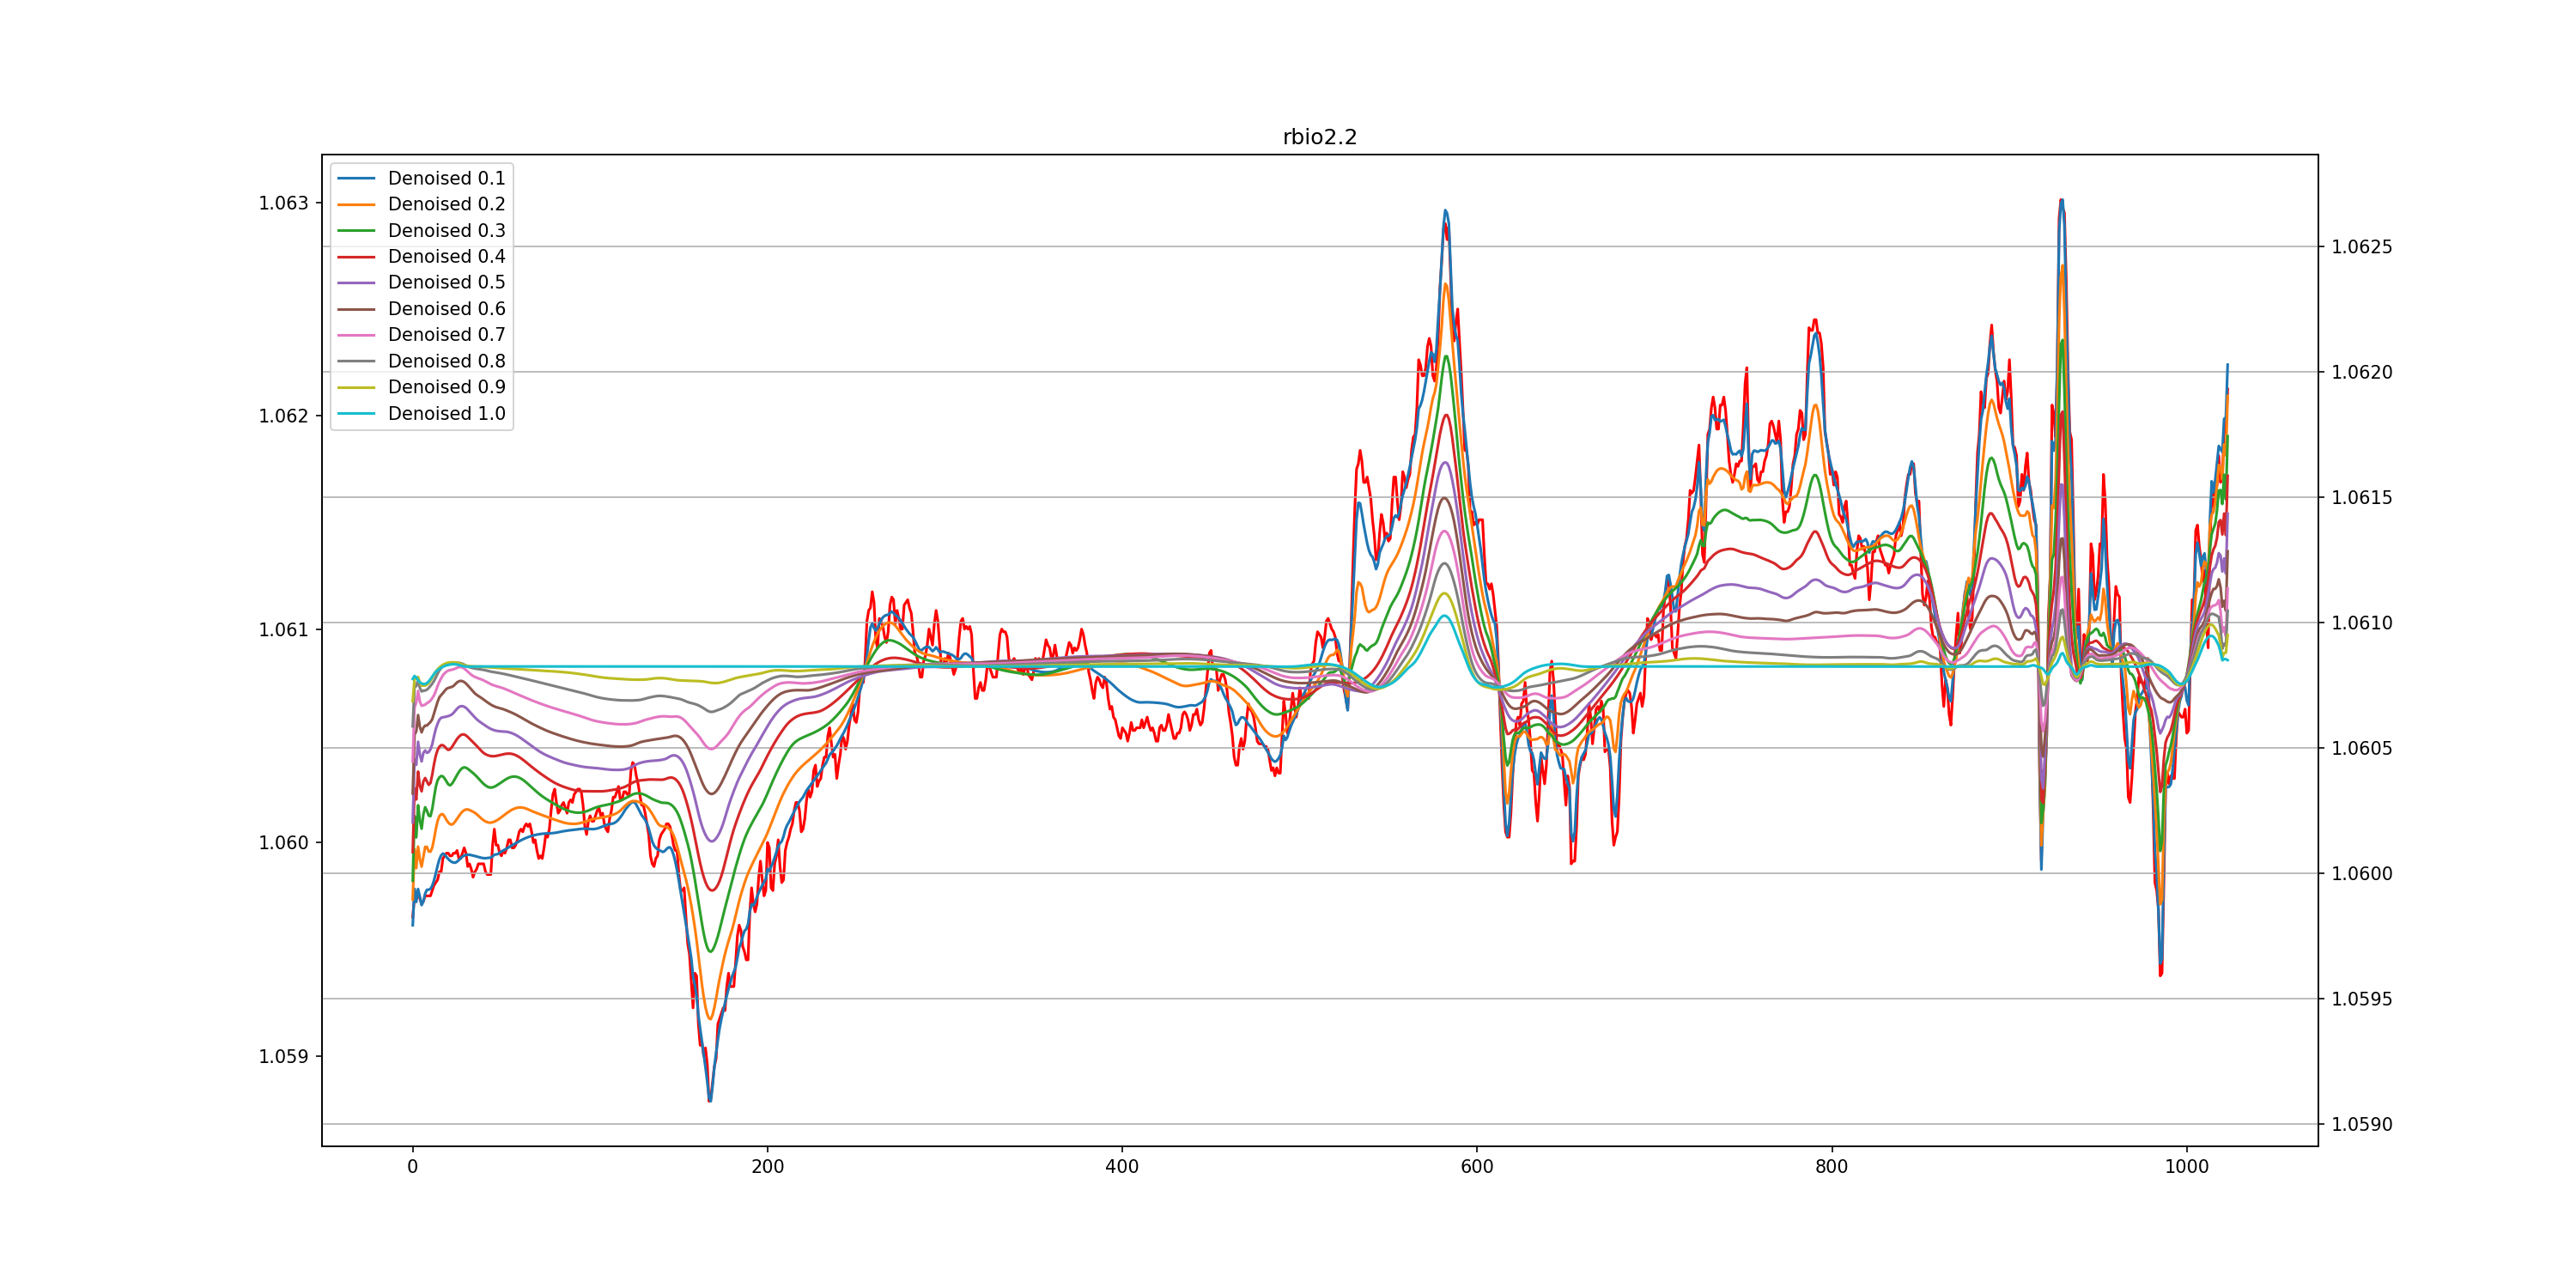 rbio2.2
Denoised 0.1
Denoised 0.2
Denoised 0.3
Denoised 0.4
Denoised 0.5
Denoised 0.6
Denoised 0.7
Denoised 0.8
Denoised 0.9
Denoised 1.0
1.063
1.062
1.061
1.060
1.059
1.0625
1.0620
1.0615
1.0610
1.0605
1.0600
1.0595
1.0590
0 200 400 600 800 1000